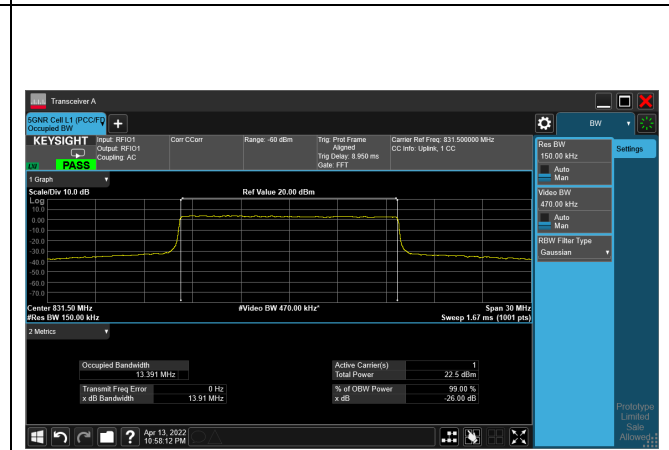 Transceiver A
5GNR Cell L1 (PCC/F
Occupied BW
BW
KEYSIGHT
Input: RFIO1
Output: RFIO1
Coupling: AC
Corr CCorr
Range: -60 dBm
Trig: Prot Frame
Aligned
Trig Delay: 8.950 ms
Gate: FFT
Carrier Ref Freq: 831.500000 MHz
CC Info: Uplink, 1 CC
PASS
Res BW
150.00 kHz
Auto
Man
Settings
Video BW
470.00 kHz
Auto
Man
RBW Filter Type
Gaussian
1 Graph
Scale/Div 10.0 dB
Ref Value 20.00 dBm
Log
10.0
0.00
-10.0
-20.0
-30.0
-40.0
-50.0
-60.0
-70.0
Center 831.50 MHz
#Video BW 470.00 kHz*
Span 30 MHz
#Res BW 150.00 kHz
Sweep 1.67 ms (1001 pts)
2 Metrics
Occupied Bandwidth
13.391 MHz
Active Carrier(s) 1
Total Power 22.5 dBm
Transmit Freq Error 0 Hz
x dB Bandwidth 13.91 MHz
% of OBW Power 99.00 %
x dB -26.00 dB
Prototype
Limited
Sale
Allowed
Apr 13, 2022
10:58:12 PM